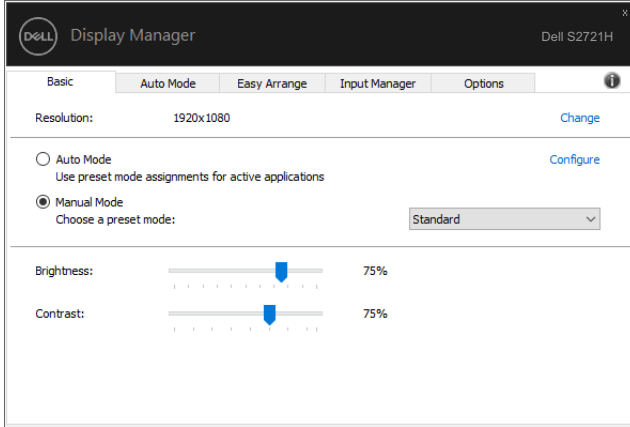 DELL Display Manager
Dell S2721H
Basic Auto Mode Easy Arrange Input Manager Options
Resolution: 1920x1080 Change
Auto Mode Configure
Use preset mode assignments for active applications
Manual Mode
Choose a preset mode: Standard
Brightness: 75%
Contrast: 75%